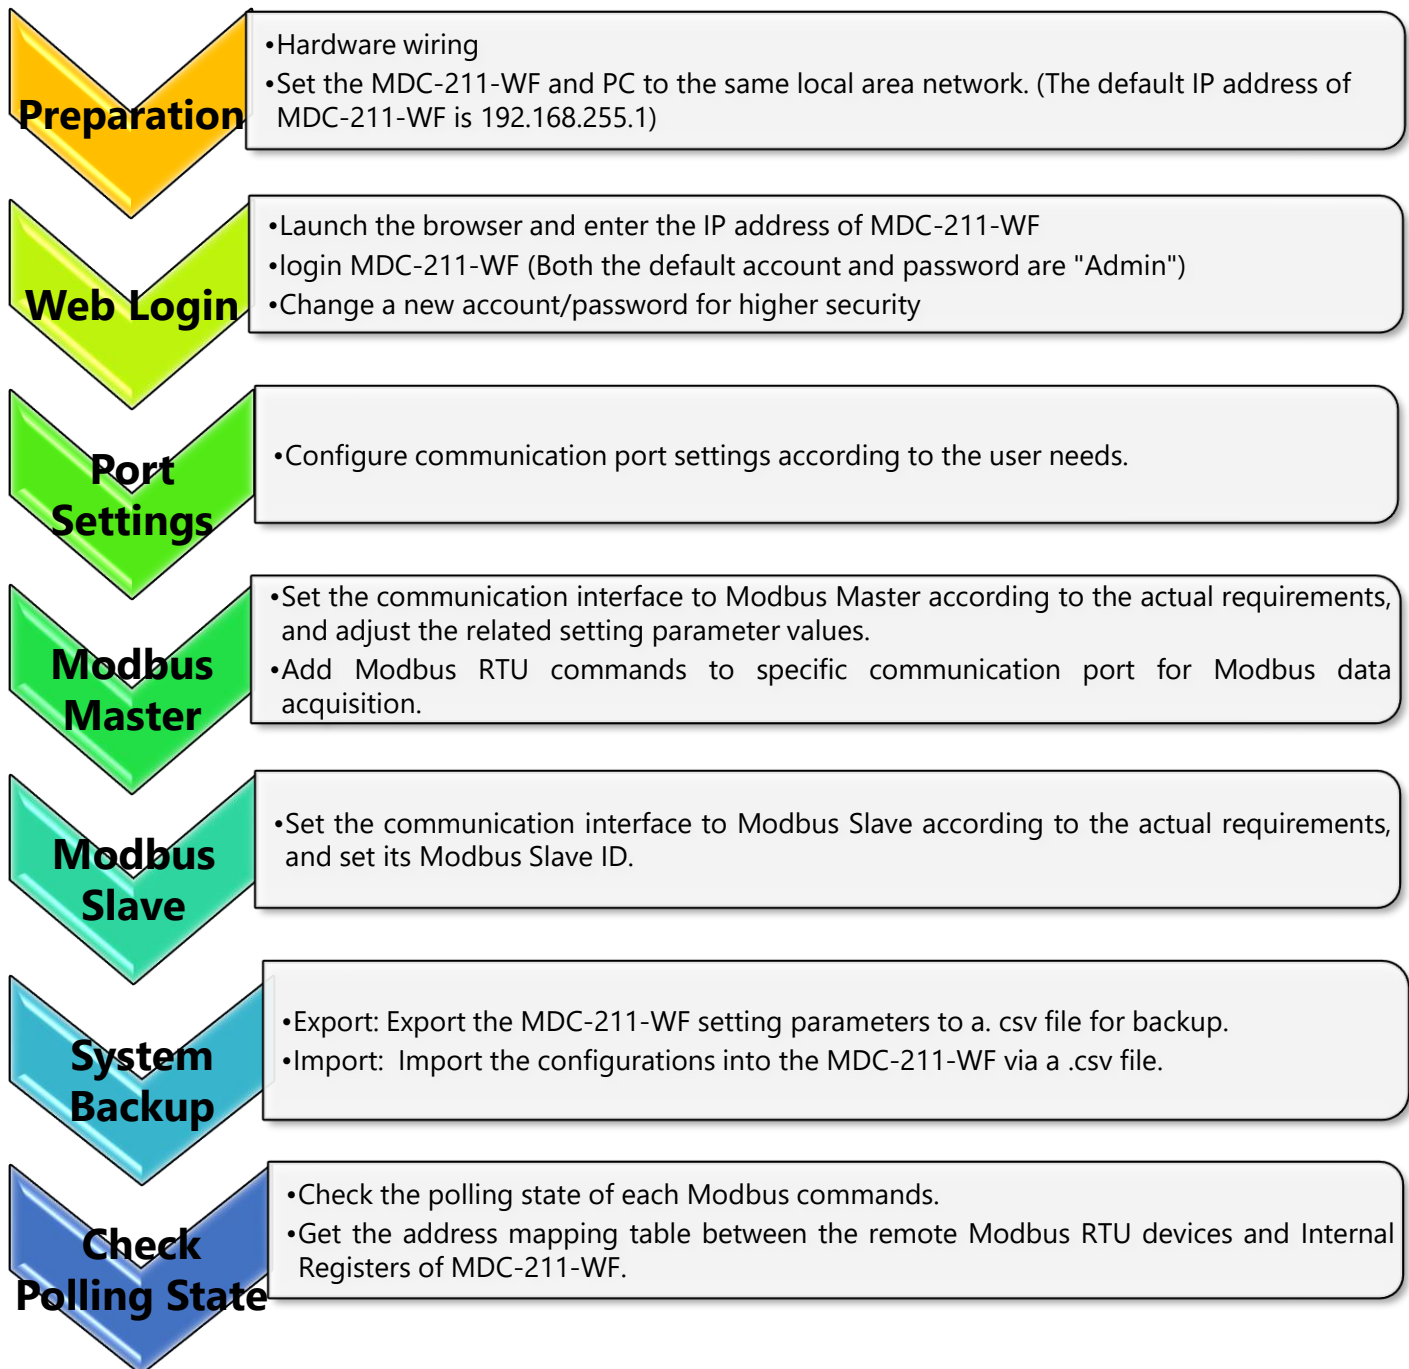 Preparation
•Hardware wiring
•Set the MDC-211-WF and PC to the same local area network. (The default IP address of
MDC-211-WF is 192.168.255.1)
Web Login
•Launch the browser and enter the IP address of MDC-211-WF
•login MDC-211-WF (Both the default account and password are "Admin")
•Change a new account/password for higher security
Port
Settings
•Configure communication port settings according to the user needs.
Modbus
Master
•Set the communication interface to Modbus Master according to the actual requirements,
and adjust the related setting parameter values.
•Add Modbus RTU commands to specific communication port for Modbus data
acquisition.
Modbus
Slave
•Set the communication interface to Modbus Slave according to the actual requirements,
and set its Modbus Slave ID.
System
Backup
•Export: Export the MDC-211-WF setting parameters to a. csv file for backup.
•Import:  Import the configurations into the MDC-211-WF via a .csv file.
Check
Polling State
•Check the polling state of each Modbus commands.
•Get the address mapping table between the remote Modbus RTU devices and Internal
Registers of MDC-211-WF.